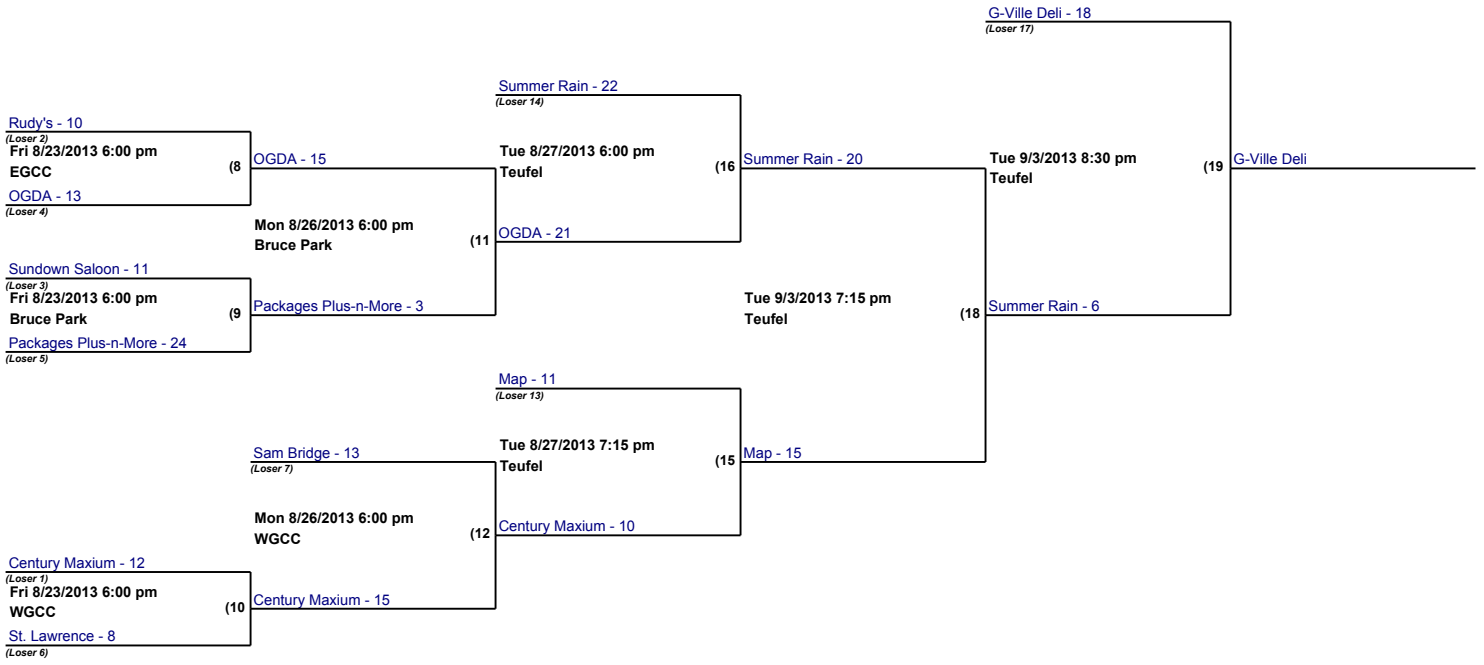 G-Ville Deli - 18
(Loser 17)
Summer Rain - 22
(Loser 14)
Rudy's - 10
(Loser 2)
Fri 8/23/2013 6:00 pm
EGCC
(8
OGDA - 15
OGDA - 13
(Loser 4)
Tue 8/27/2013 6:00 pm
Teufel
(16
Summer Rain - 20
Tue 9/3/2013 8:30 pm
Teufel
(19
G-Ville Deli
Mon 8/26/2013 6:00 pm
Bruce Park
(11
OGDA - 21
Sundown Saloon - 11
(Loser 3)
Fri 8/23/2013 6:00 pm
Bruce Park
(9
Packages Plus-n-More - 3
Packages Plus-n-More - 24
(Loser 5)
Tue 9/3/2013 7:15 pm
Teufel
(18
Summer Rain - 6
Map - 11
(Loser 13)
Sam Bridge - 13
(Loser 7)
Tue 8/27/2013 7:15 pm
Teufel
(15
Map - 15
Mon 8/26/2013 6:00 pm
WGCC
(12
Century Maxium - 10
Century Maxium - 12
(Loser 1)
Fri 8/23/2013 6:00 pm
WGCC
(10
Century Maxium - 15
St. Lawrence - 8
(Loser 6)